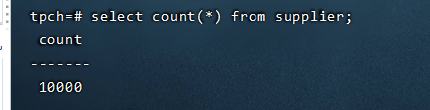 tpch=# select count(*) from supplier;
count
-------
10000